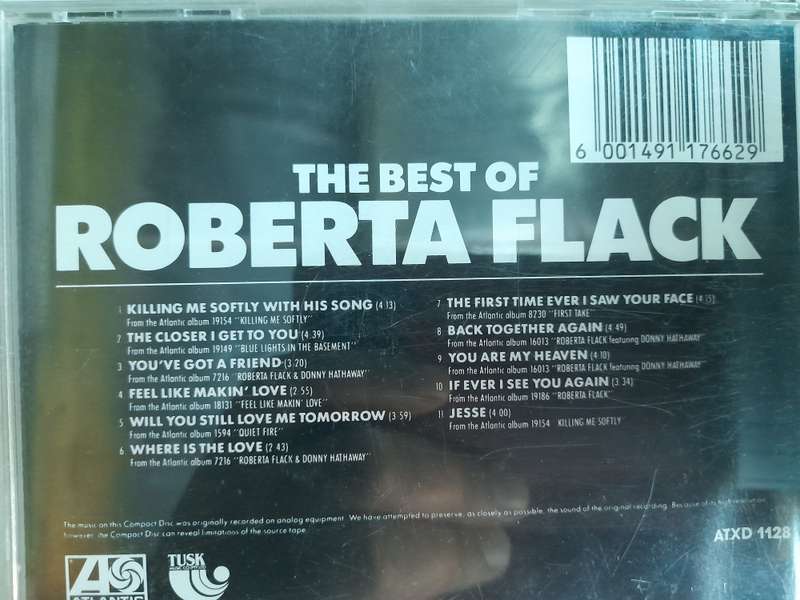 6 001491 176629
THE BEST OF
ROBERTA FLACK
1 KILLING ME SOFTLY WITH HIS SONG (4 13)
From the Atlantic album 19154 "KILLING ME SOFTLY"
2 THE CLOSER I GET TO YOU (4 39)
From the Atlantic album 19149 "BLUE LIGHTS IN THE BASEMENT"
3 YOU'VE GOT A FRIEND (3 20)
From the Atlantic album 7216 "ROBERTA FLACK & DONNY HATHAWAY"
4 FEEL LIKE MAKIN' LOVE (2 55)
From the Atlantic album 18131 "FEEL LIKE MAKIN' LOVE"
5 WILL YOU STILL LOVE ME TOMORROW (3 59)
From the Atlantic album 1594 "QUIET FIRE"
6 WHERE IS THE LOVE (2 43)
From the Atlantic album 7216 "ROBERTA FLACK & DONNY HATHAWAY"
7 THE FIRST TIME EVER I SAW YOUR FACE (4 15)
From the Atlantic album 8230 "FIRST TAKE"
8 BACK TOGETHER AGAIN (4 49)
From the Atlantic album 16013 "ROBERTA FLACK featuring DONNY HATHAWAY
9 YOU ARE MY HEAVEN (4 10)
From the Atlantic album 16013 "ROBERTA FLACK featuring DONNY HATHAWAY
10 IF EVER I SEE YOU AGAIN (3 34)
From the Atlantic album 19186 "ROBERTA FLACK"
11 JESSE (4 00)
From the Atlantic album 19154 KILLING ME SOFTLY
The music on this Compact Disc was originally recorded on analog equipment. We have attempted to preserve, as closely as possible, the sound of the original recording. Because of its high resolution,
however, the Compact Disc can reveal limitations of the source tape.
ATXD 1128
TUSK
ATLANTIC